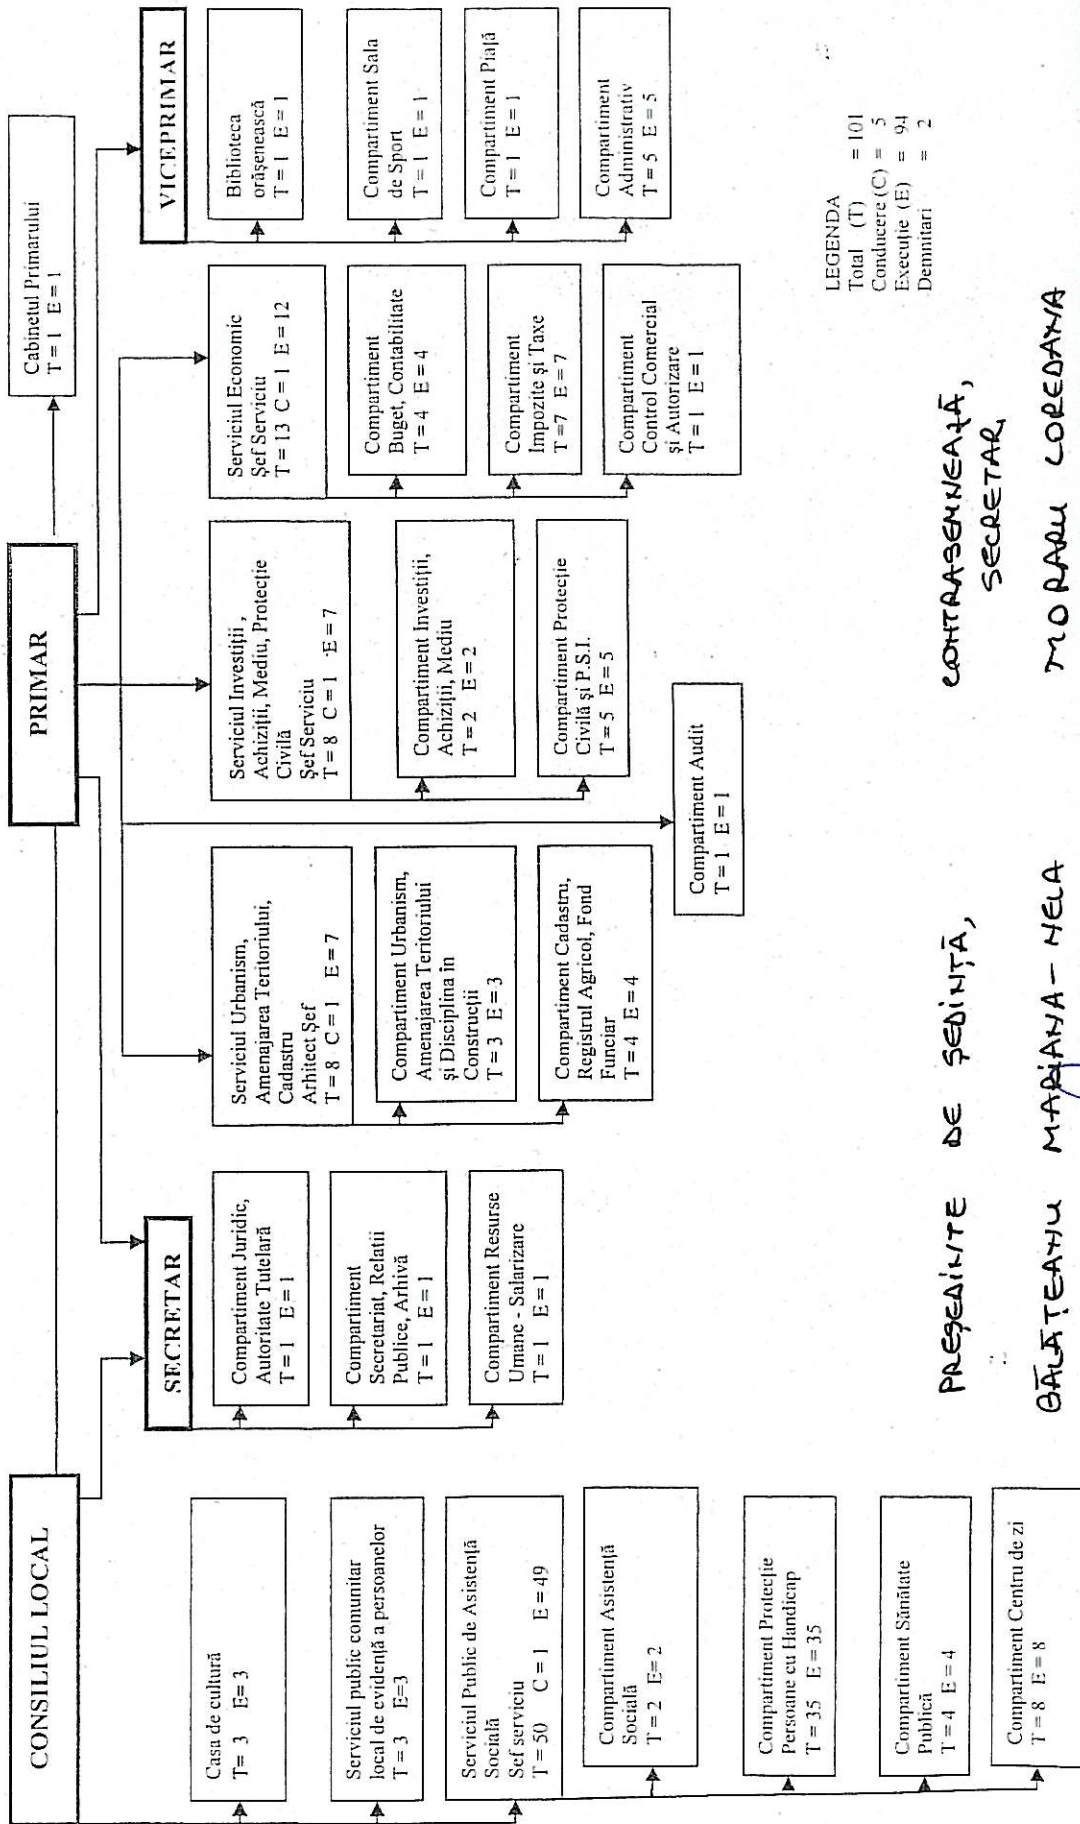 CONSILIUL LOCAL
PRIMAR
Cabinetul Primarului
T = 1 E = 1
SECRETAR
VICEPRIMAR
Casa de cultură
T= 3 E= 3
Serviciul public comunitar
local de evidență a persoanelor
T = 3 E=3
Serviciul Public de Asistență
Socială
Sef serviciu
T = 50 C = 1 E = 49
Compartiment Asistență
Socială
T = 2 E= 2
Compartiment Protecție
Persoane cu Handicap
T = 35 E = 35
Compartiment Sănătate
Publică
T = 4 E = 4
Compartiment Centru de zi
T = 8 E = 8
Compartiment Juridic,
Autoritate Tutelară
T = 1 E = 1
Compartiment
Secretariat, Relatii
Publice, Arhivă
T = 1 E = 1
Compartiment Resurse
Umane - Salarizare
T = 1 E = 1
Serviciul Urbanism,
Amenajarea Teritoriului,
Cadastru
Arhitect Șef
T = 8 C = 1 E = 7
Compartiment Urbanism,
Amenajarea Teritoriului
și Disciplina în
Construcții
T = 3 E = 3
Compartiment Cadastru,
Registrul Agricol, Fond
Funciar
T = 4 E = 4
Compartiment Audit
T = 1 E = 1
Serviciul Investiții ,
Achiziții, Mediu, Protecție
Civilă
Șef Serviciu
T = 8 C = 1 E = 7
Compartiment Investiții,
Achiziții, Mediu
T = 2 E = 2
Compartiment Protecție
Civilă și P.S.I.
T = 5 E = 5
Serviciul Economic
Șef Serviciu
T = 13 C = 1 E = 12
Compartiment
Buget, Contabilitate
T = 4 E = 4
Compartiment
Impozite și Taxe
T =7 E = 7
Compartiment
Control Comercial
și Autorizare
T = 1 E = 1
Biblioteca
orășenească
T = 1 E = 1
Compartiment Sala
de Sport
T = 1 E = 1
Compartiment Piață
T = 1 E = 1
Compartiment
Administrativ
T = 5 E = 5
LEGENDA
Total (T) = 101
Conducere (C) = 5
Execuție (E) = 94
Demnitari = 2
PREȘEDINTE DE ȘEDINȚĂ,
BĂLĂȚEANU MARIANA - NELA
CONTRASEMNEAZĂ,
SECRETAR,
MORARU LOREDANA